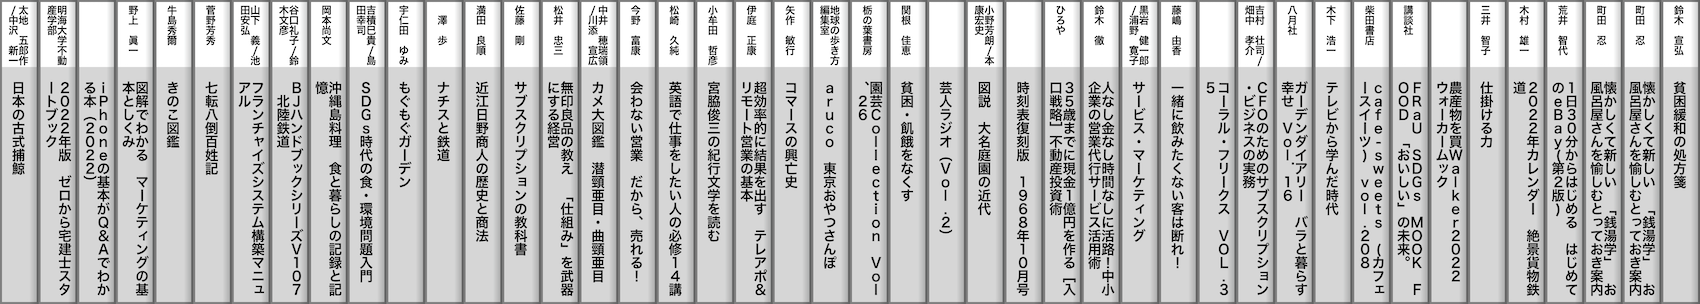 鈴木　宣弘
貧困緩和の処方箋
町田　忍
懐かしくて新しい　「銭湯学」　お
風呂屋さんを愉しむとっておき案内
町田　忍
懐かしくて新しい　「銭湯学」　お
風呂屋さんを愉しむとっておき案内
荒井　智代
1日30分からはじめる　はじめて
のeBay(第2版)
木村　雄一
2022年カレンダー　絶景貨物鉄
道
三井　智子
仕掛ける力
農産物を買Walker2022
ウォーカームック
講談社
FRaU　SDGs　MOOK　F
OOD　「おいしい」の未来。
柴田書店
cafe-sweets　(カフェ
ースイーツ)　vol.208
木下　浩一
テレビから学んだ時代
八月社
ガーデンダイアリー　バラと暮らす
幸せ　Vol.16
吉村　壮司/
畑中　孝介
CFOのためのサブスクリプション
・ビジネスの実務
コーラル・フリークス　VOL.3
5
藤嶋　由香
一緒に飲みたくない客は断れ!
黒岩　健一郎
/浦野　寛子
サービス・マーケティング
鈴木　徹
人なし金なし時間なしに活路!中小
企業の営業代行サービス活用術
ひろや
35歳までに現金1億円を作る［入
口戦略］不動産投資術
時刻表復刻版　1968年10月号
小野芳朗/本
康宏史
図説　大名庭園の近代
芸人ラジオ（Vol.2）
関根　佳恵
貧困・飢餓をなくす
栃の葉書房
園芸Collection　Vol
、26
地球の歩き方
編集室
aruco　東京おやつさんぽ
矢作　敏行
コマースの興亡史
伊庭　正康
超効率的に結果を出す　テレアポ&
リモート営業の基本
小牟田　哲彦
宮脇俊三の紀行文学を読む
松崎　久純
英語で仕事をしたい人の必修14講
今野　富康
会わない営業　だから、売れる!
中井　穂瑞領
/川添　宣広
カメ大図鑑　潜頸亜目・曲頸亜目
松井　忠三
無印良品の教え　「仕組み」を武器
にする経営
佐藤　剛
サブスクリプションの教科書
満田　良順
近江日野商人の歴史と商法
澤　歩
ナチスと鉄道
宇仁田　ゆみ
もぐもぐガーデン
吉積巳貴/島
田幸司
SDGs時代の食・環境問題入門
岡本尚文
沖縄島料理　食と暮らしの記録と記
憶
谷口礼子/鈴
木文彦
BJハンドブックシリーズV107
　北陸鉄道
山下　義/池
田安弘
フランチャイズシステム構築マニュ
アル
菅野芳秀
七転八倒百姓記
牛島秀爾
きのこ図鑑
野上　眞一
図解でわかる　マーケティングの基
本としくみ
iPhoneの基本がQ&Aでわか
る本（2022）
明海大学不動
産学部
2022年版　ゼロから宅建士スタ
ートブック
太地　五郎作
/中沢　新一
日本の古式捕鯨